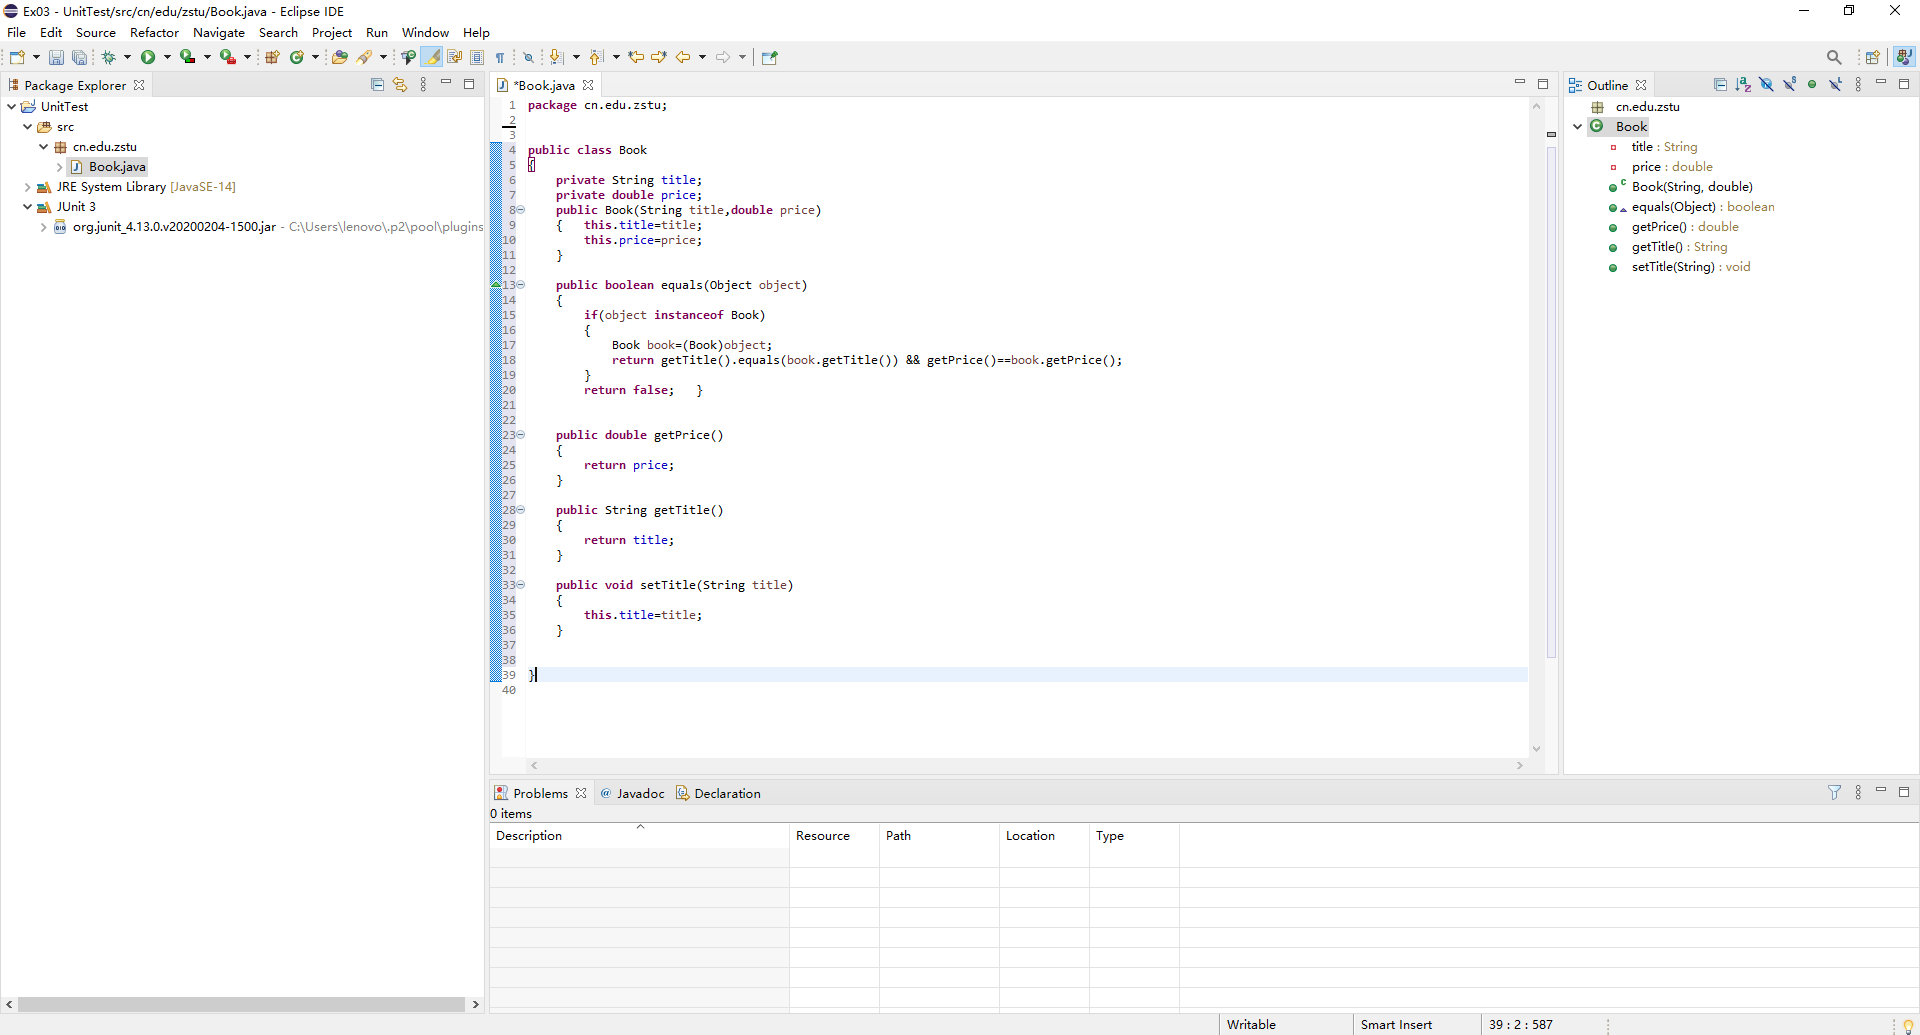 Ex03 - UnitTest/src/cn/edu/zstu/Book.java - Eclipse IDE
File Edit Source Refactor Navigate Search Project Run Window Help
Package Explorer
UnitTest
src
cn.edu.zstu
Book.java
JRE System Library [JavaSE-14]
JUnit 3
org.junit_4.13.0.v20200204-1500.jar - C:\Users\lenovo\.p2\pool\plugins
*Book.java
1 package cn.edu.zstu;
2
3
4 public class Book
5 {
6     private String title;
7     private double price;
8     public Book(String title,double price)
9     {   this.title=title;
10         this.price=price;
11     }
12
13     public boolean equals(Object object)
14     {
15         if(object instanceof Book)
16         {
17             Book book=(Book)object;
18             return getTitle().equals(book.getTitle()) && getPrice()==book.getPrice();
19         }
20         return false;   }
21
22
23     public double getPrice()
24     {
25         return price;
26     }
27
28     public String getTitle()
29     {
30         return title;
31     }
32
33     public void setTitle(String title)
34     {
35         this.title=title;
36     }
37
38
39 }
40
Outline
cn.edu.zstu
Book
title : String
price : double
Book(String, double)
equals(Object) : boolean
getPrice() : double
getTitle() : String
setTitle(String) : void
Problems @ Javadoc Declaration
0 items
Description Resource Path Location Type
Writable Smart Insert 39 : 2 : 587